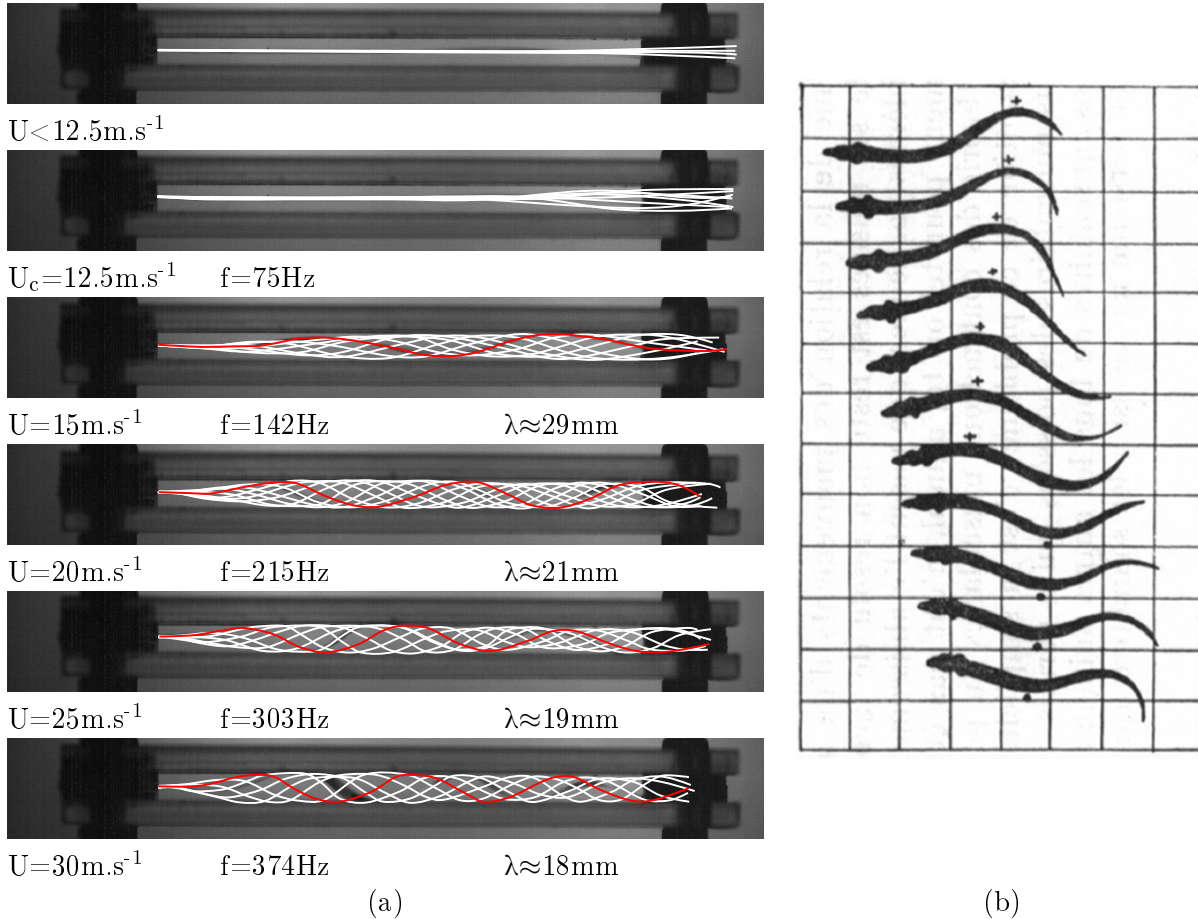 U<12.5m.s⁻¹
U_c=12.5m.s⁻¹ f=75Hz
U=15m.s⁻¹ f=142Hz λ≈29mm
U=20m.s⁻¹ f=215Hz λ≈21mm
U=25m.s⁻¹ f=303Hz λ≈19mm
U=30m.s⁻¹ f=374Hz λ≈18mm
(a) (b)